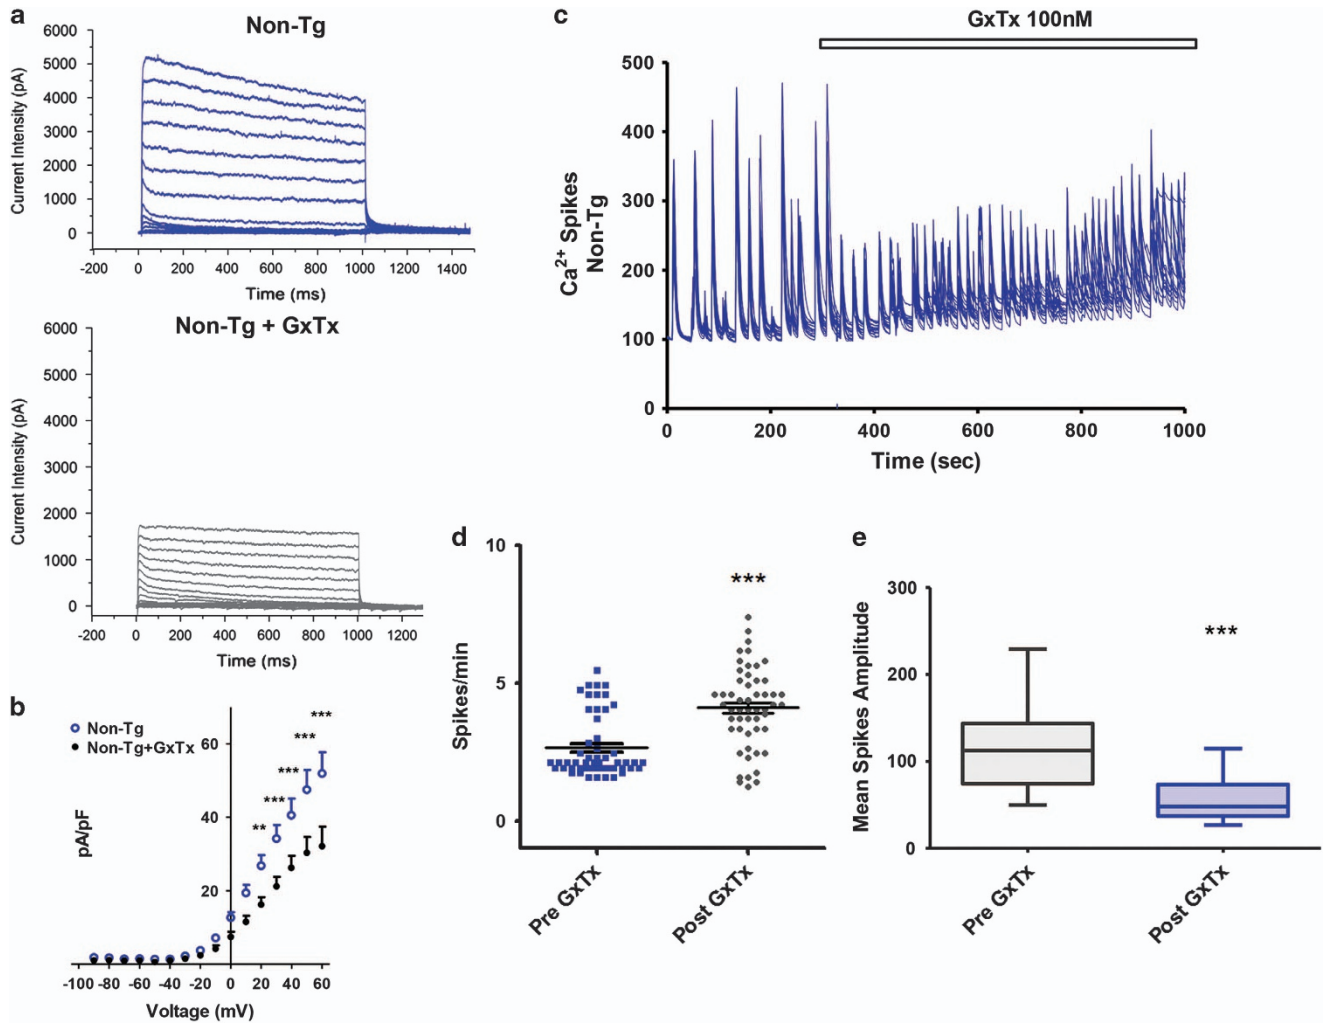 a
Non-Tg
6000
5000
4000
3000
2000
1000
0
Current Intensity (pA)
-200 0 200 400 600 800 1000 1200 1400
Time (ms)
Non-Tg + GxTx
6000
5000
4000
3000
2000
1000
0
Current Intensity (pA)
-200 0 200 400 600 800 1000 1200
Time (ms)
b
Non-Tg
Non-Tg+GxTx
***
***
***
***
**
60
40
20
pA/pF
-100 -80 -60 -40 -20 0 20 40 60
Voltage (mV)
c
GxTx 100nM
500
400
300
200
100
0
Ca2+ Spikes
Non-Tg
0 200 400 600 800 1000
Time (sec)
d
10
5
0
Spikes/min
***
Pre GxTx
Post GxTx
e
300
200
100
0
Mean Spikes Amplitude
***
Pre GxTx
Post GxTx